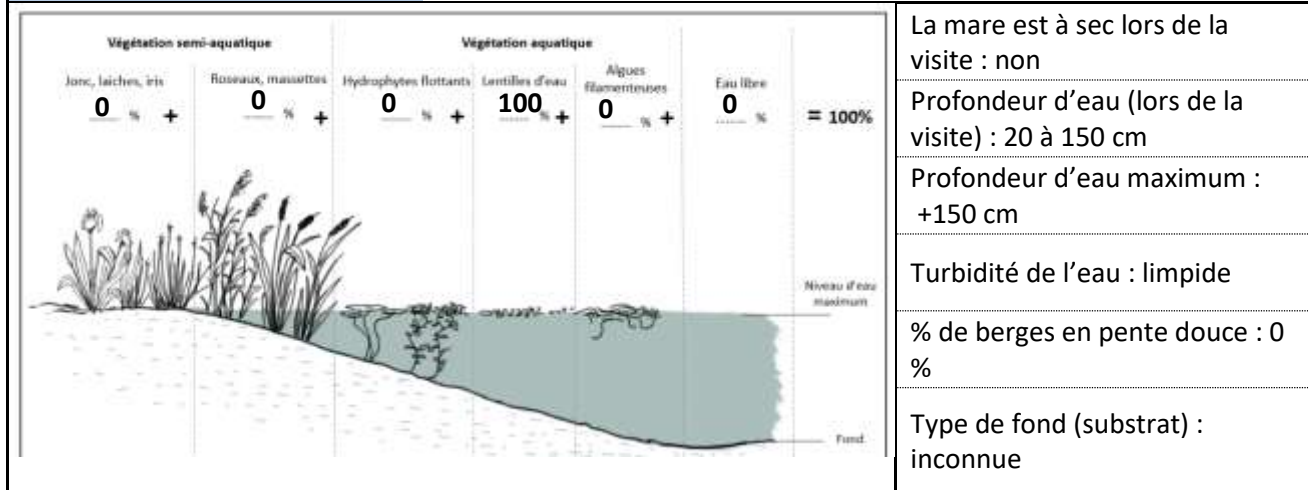 Végétation semi-aquatique
Végétation aquatique
Jonc, laiches, iris
Roseaux, massettes
Hydrophytes flottants
Lentilles d'eau
Algues
filamenteuses
Eau libre
0 % +
0 % +
0 % +
100 % +
0 % +
0 %
= 100%
Niveau d'eau
maximum
Fond
La mare est à sec lors de la
visite : non
Profondeur d'eau (lors de la
visite) : 20 à 150 cm
Profondeur d'eau maximum :
+150 cm
Turbidité de l'eau : limpide
% de berges en pente douce : 0
%
Type de fond (substrat) :
inconnue